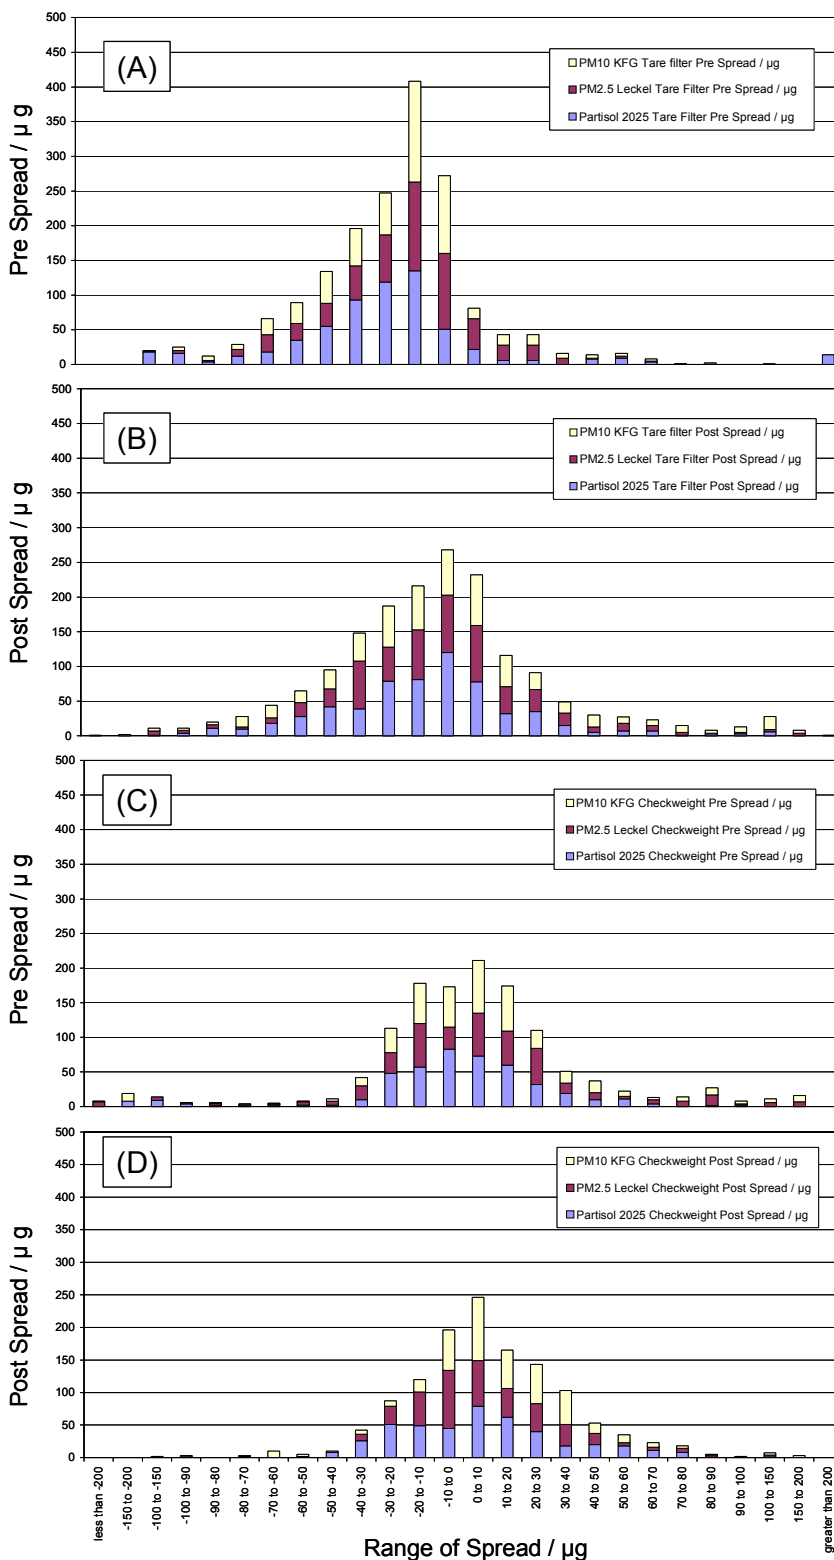 500
450
400
350
300
250
200
150
100
50
0
Pre Spread / µ g
(A)
PM10 KFG Tare filter Pre Spread / µg
PM2.5 Leckel Tare Filter Pre Spread / µg
Partisol 2025 Tare Filter Pre Spread / µg
500
450
400
350
300
250
200
150
100
50
0
Post Spread / µ g
(B)
PM10 KFG Tare filter Post Spread / µg
PM2.5 Leckel Tare Filter Post Spread / µg
Partisol 2025 Tare Filter Post Spread / µg
500
450
400
350
300
250
200
150
100
50
0
Pre Spread / µ g
(C)
PM10 KFG Checkweight Pre Spread / µg
PM2.5 Leckel Checkweight Pre Spread / µg
Partisol 2025 Checkweight Pre Spread / µg
500
450
400
350
300
250
200
150
100
50
0
Post Spread / µ g
(D)
PM10 KFG Checkweight Post Spread / µg
PM2.5 Leckel Checkweight Post Spread / µg
Partisol 2025 Checkweight Post Spread / µg
less than -200
-150 to -200
-100 to -150
-100 to -90
-90 to -80
-80 to -70
-70 to -60
-60 to -50
-50 to -40
-40 to -30
-30 to -20
-20 to -10
-10 to 0
0 to 10
10 to 20
20 to 30
30 to 40
40 to 50
50 to 60
60 to 70
70 to 80
80 to 90
90 to 100
100 to 150
150 to 200
greater than 200
Range of Spread / µg